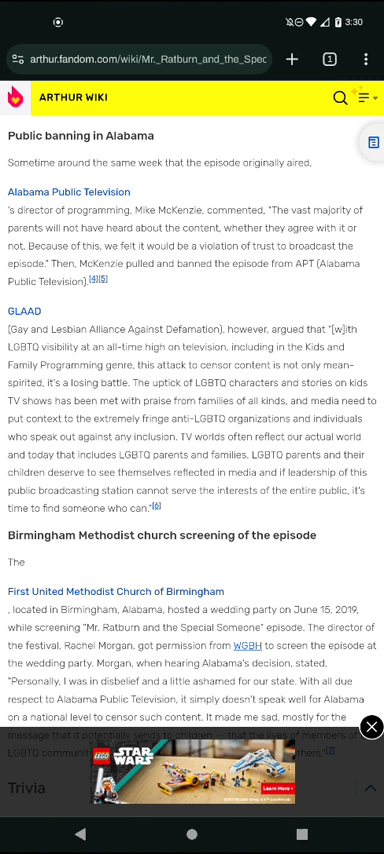 3:30
arthur.fandom.com/wiki/Mr._Ratburn_and_the_Spec
1
ARTHUR WIKI
Public banning in Alabama
Sometime around the same week that the episode originally aired,
Alabama Public Television
's director of programming, Mike McKenzie, commented, "The vast majority of
parents will not have heard about the content, whether they agree with it or
not. Because of this, we felt it would be a violation of trust to broadcast the
episode." Then, McKenzie pulled and banned the episode from APT (Alabama
Public Television).[4][5]
GLAAD
(Gay and Lesbian Alliance Against Defamation), however, argued that "[w]ith
LGBTQ visibility at an all-time high on television, including in the Kids and
Family Programming genre, this attack to censor content is not only mean-
spirited, it's a losing battle. The uptick of LGBTQ characters and stories on kids
TV shows has been met with praise from families of all kinds, and media need to
put context to the extremely fringe anti-LGBTQ organizations and individuals
who speak out against any inclusion. TV worlds often reflect our actual world
and today that includes LGBTQ parents and families. LGBTQ parents and their
children deserve to see themselves reflected in media and if leadership of this
public broadcasting station cannot serve the interests of the entire public, it's
time to find someone who can."[6]
Birmingham Methodist church screening of the episode
The
First United Methodist Church of Birmingham
, located in Birmingham, Alabama, hosted a wedding party on June 15, 2019,
while screening "Mr. Ratburn and the Special Someone" episode. The director of
the festival, Rachel Morgan, got permission from WGBH to screen the episode at
the wedding party. Morgan, when hearing Alabama's decision, stated,
"Personally, I was in disbelief and a little ashamed for our state. With all due
respect to Alabama Public Television, it simply doesn't speak well for Alabama
on a national level to censor such content. It made me sad, mostly for the
message that it potentially sends to children — that the lives of members of
LGBTQ communit
thers."[7]
LEGO STAR WARS
Learn More
Trivia